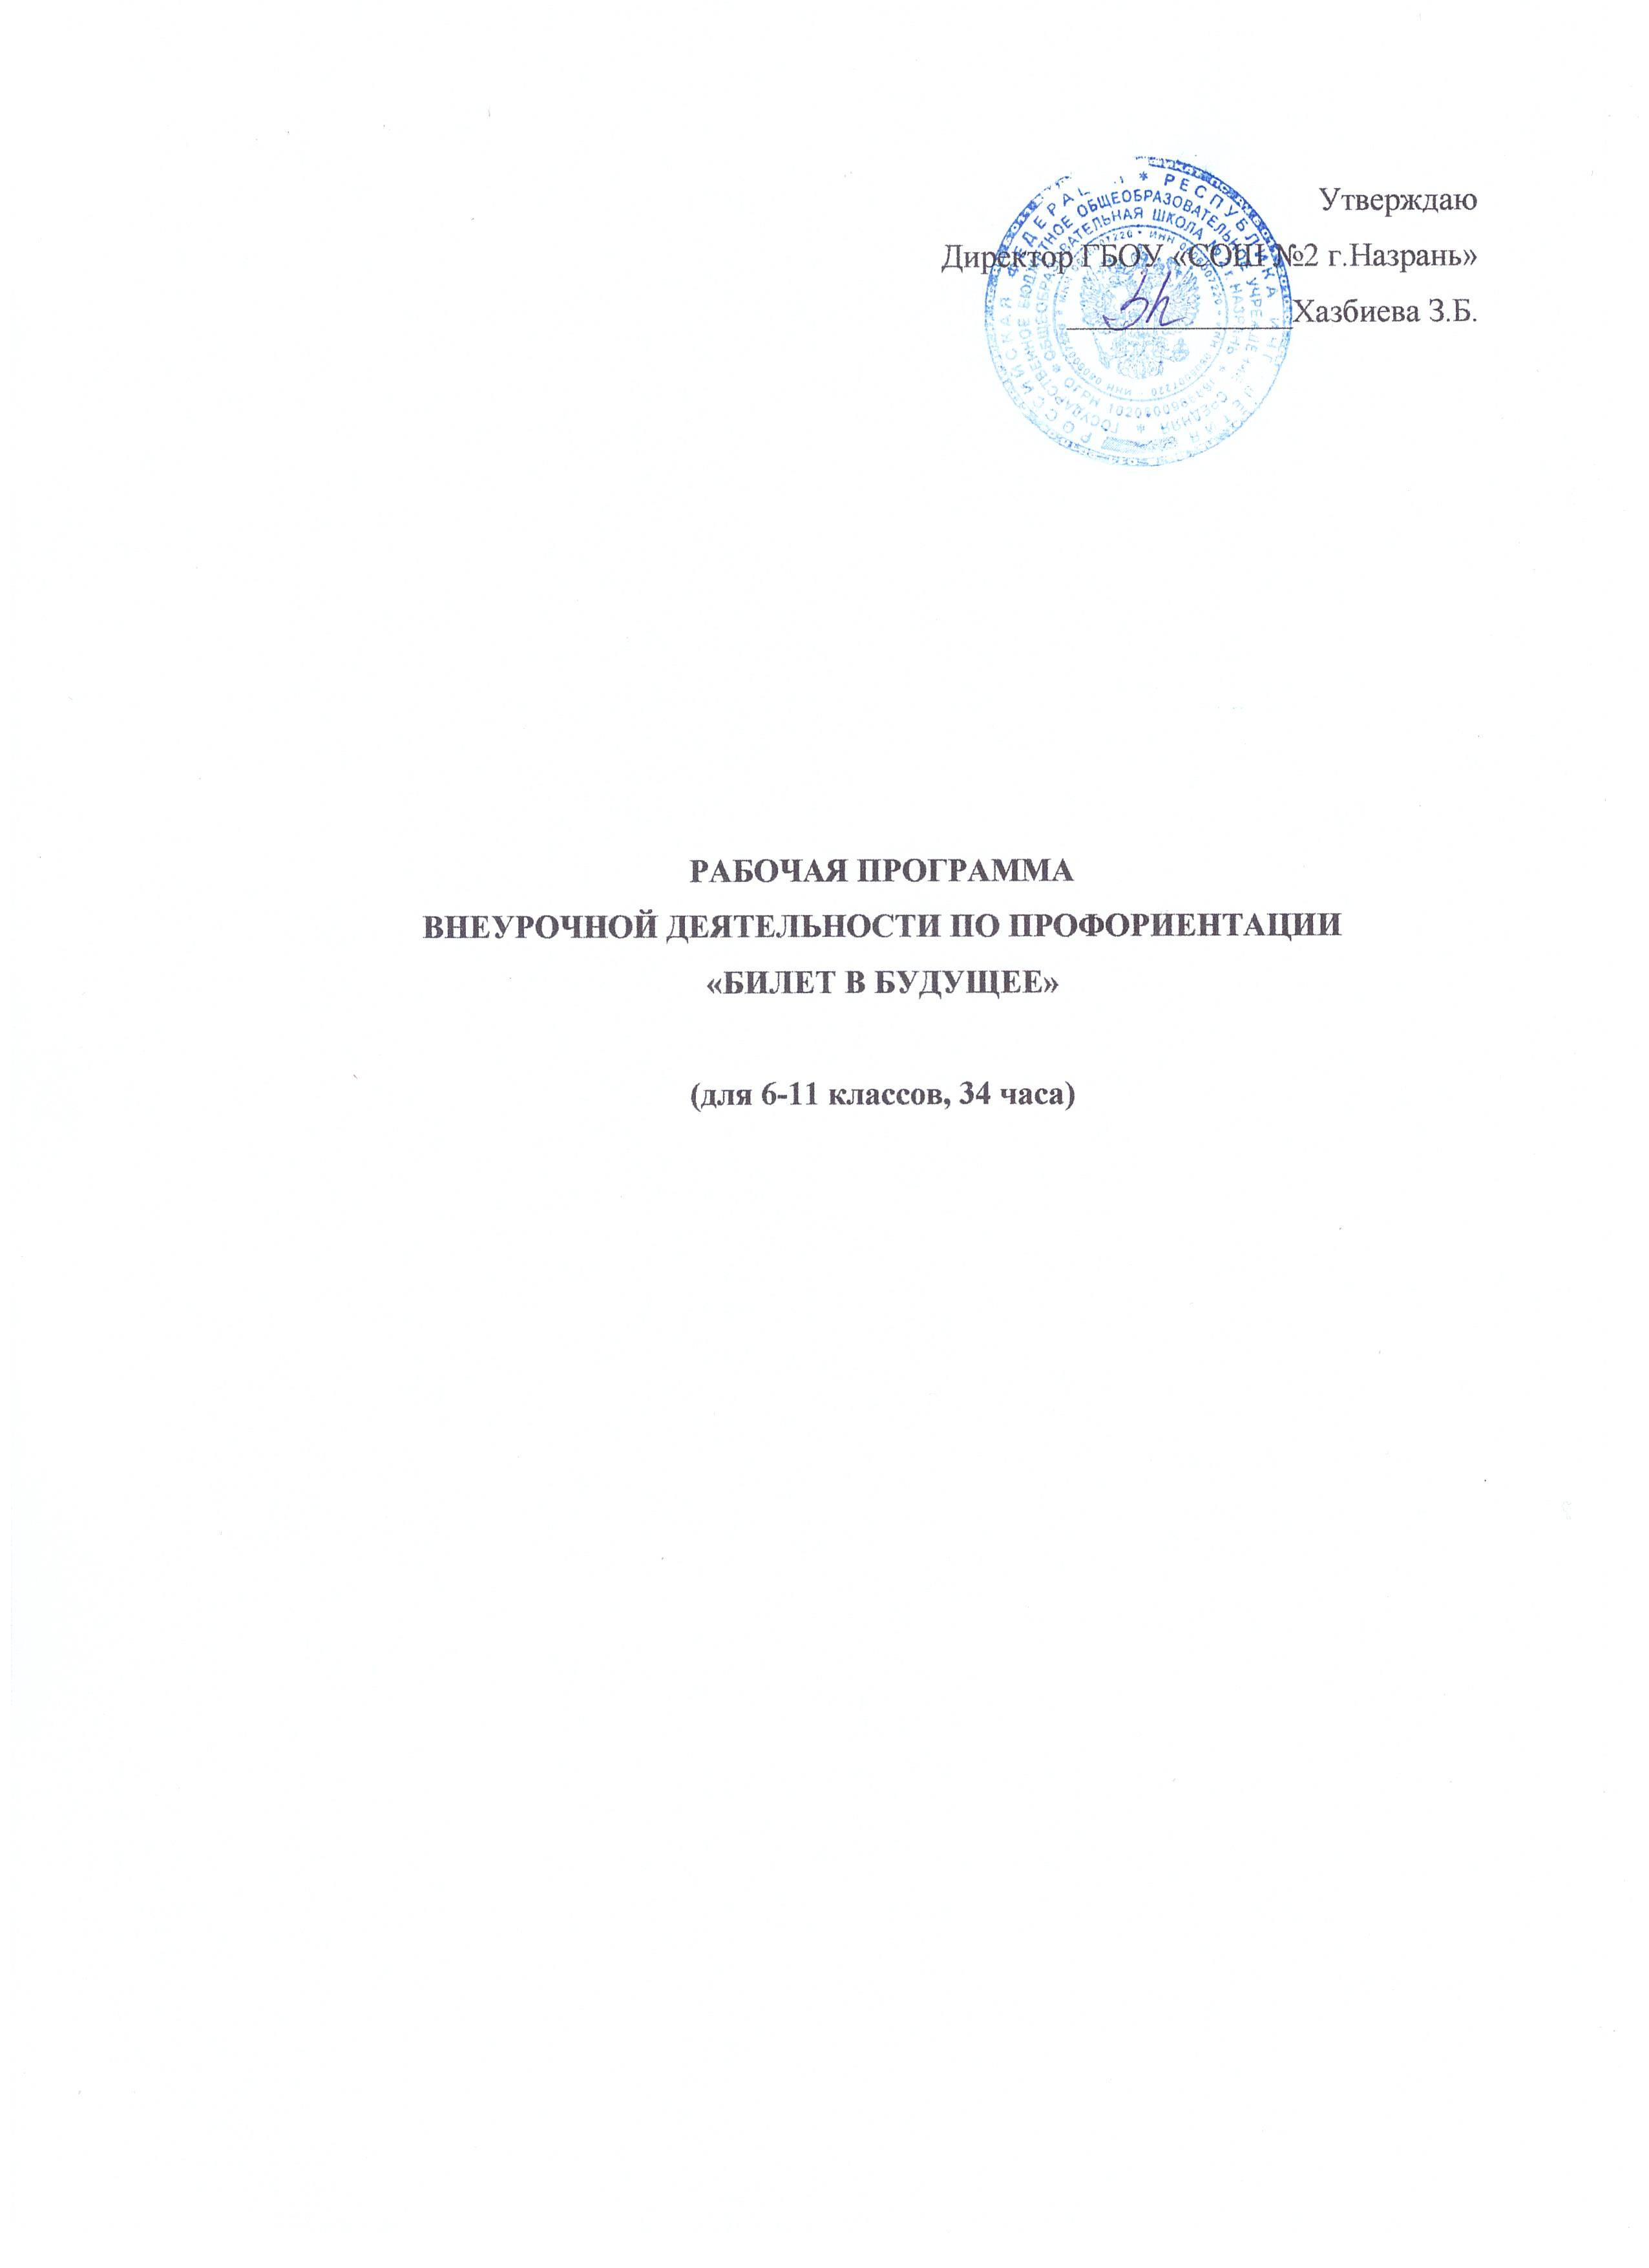 Утверждаю
Директор ГБОУ «СОШ №2 г.Назрань»
Хазбиева З.Б.
РАБОЧАЯ ПРОГРАММА
ВНЕУРОЧНОЙ ДЕЯТЕЛЬНОСТИ ПО ПРОФОРИЕНТАЦИИ
«БИЛЕТ В БУДУЩЕЕ»
(для 6-11 классов, 34 часа)